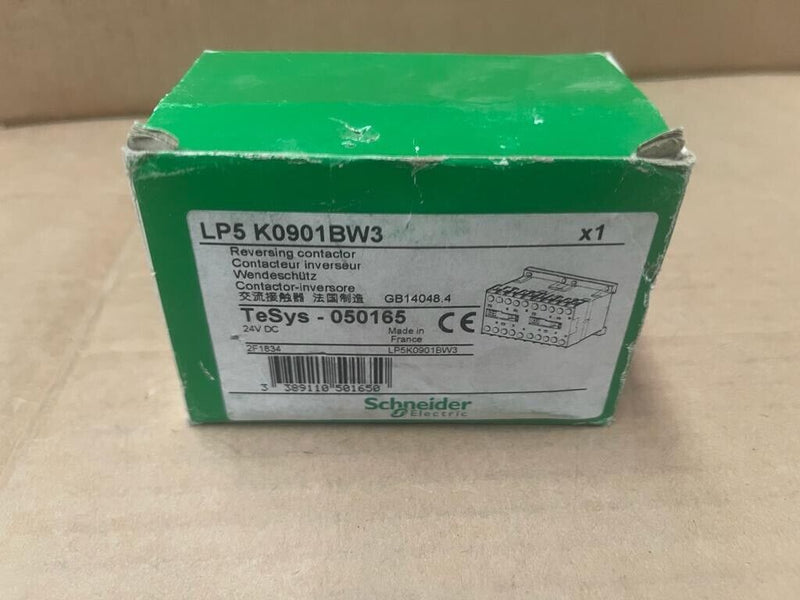 LP5 K0901BW3 x1
Reversing contactor
Contacteur inverseur
Wendeschütz
Contactor-inversore
交流接触器 法国制造 GB14048.4
TeSys - 050165 CE
24V DC Made in
France
2F1834 LP5K0901BW3
3 389110 501650
Schneider
Electric